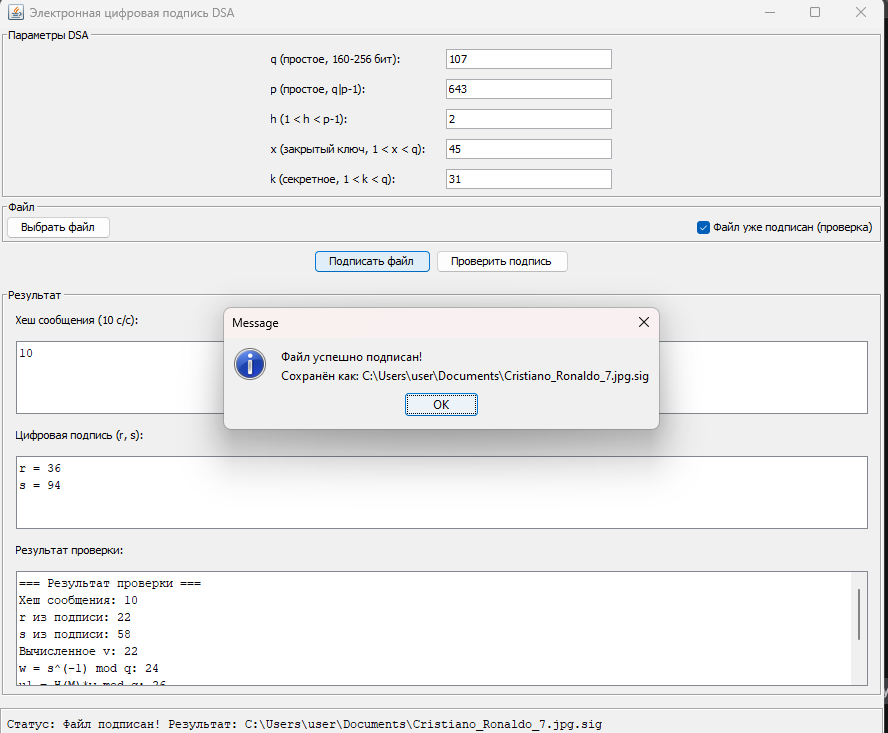 Электронная цифровая подпись DSA
Параметры DSA
q (простое, 160-256 бит): 107
p (простое, q|p-1): 643
h (1 < h < p-1): 2
x (закрытый ключ, 1 < x < q): 45
k (секретное, 1 < k < q): 31
Файл
Выбрать файл
Файл уже подписан (проверка)
Подписать файл Проверить подпись
Результат
Хеш сообщения (10 с/с):
10
Message
Файл успешно подписан!
Сохранён как: C:\Users\user\Documents\Cristiano_Ronaldo_7.jpg.sig
OK
Цифровая подпись (r, s):
r = 36
s = 94
Результат проверки:
=== Результат проверки ===
Хеш сообщения: 10
r из подписи: 22
s из подписи: 58
Вычисленное v: 22
w = s^(-1) mod q: 24
Статус: Файл подписан! Результат: C:\Users\user\Documents\Cristiano_Ronaldo_7.jpg.sig